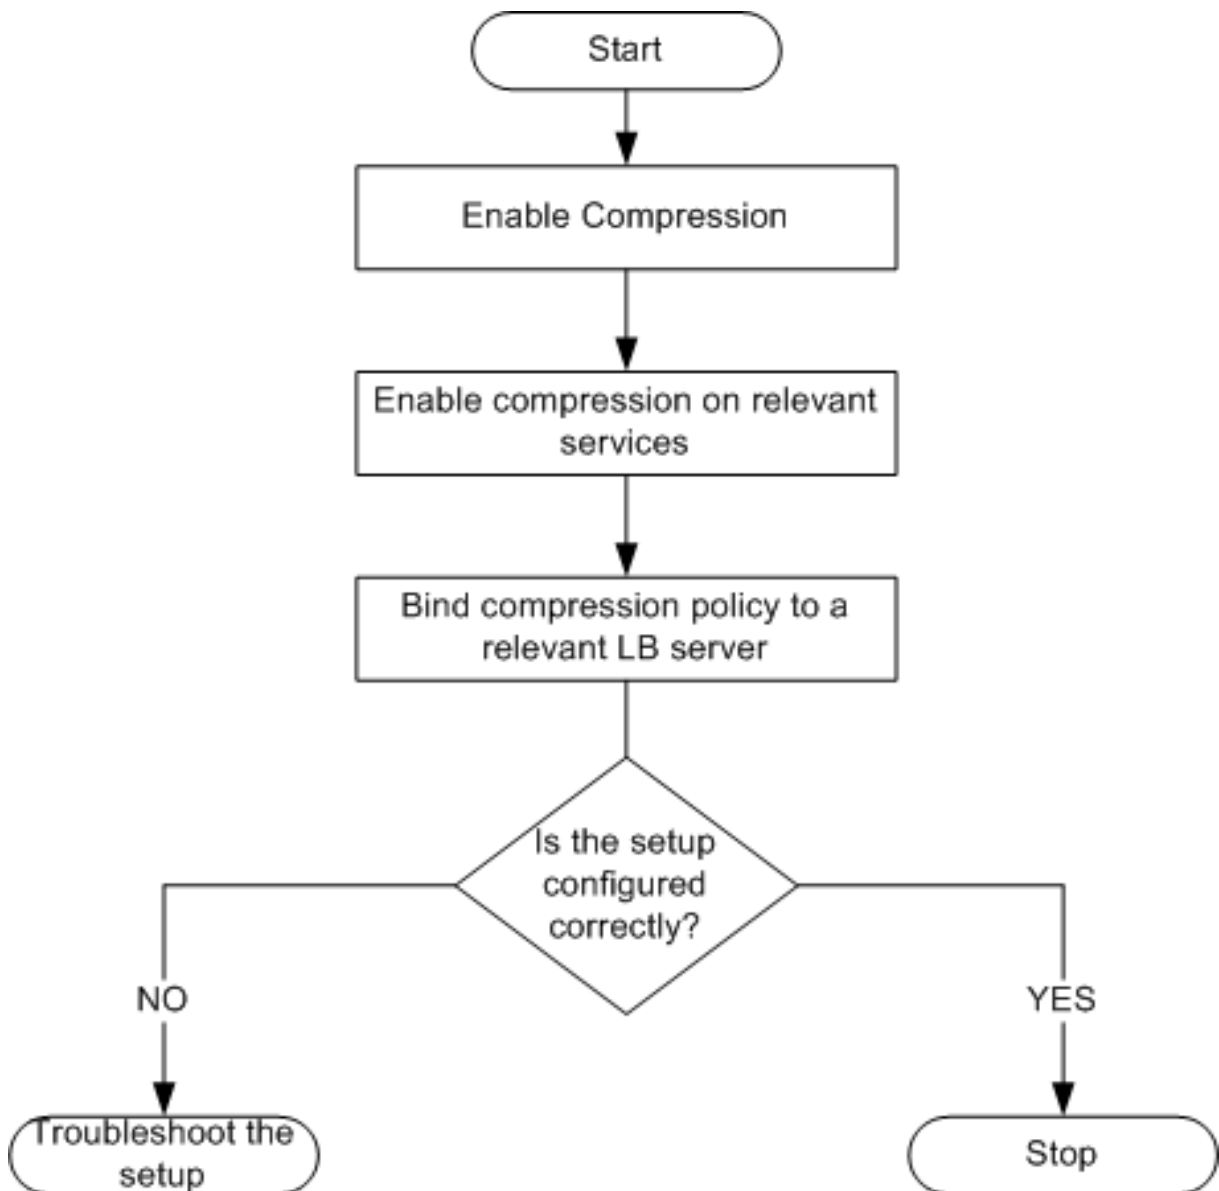 Start
Enable Compression
Enable compression on relevant
services
Bind compression policy to a
relevant LB server
Is the setup
configured
correctly?
NO
YES
Troubleshoot the
setup
Stop